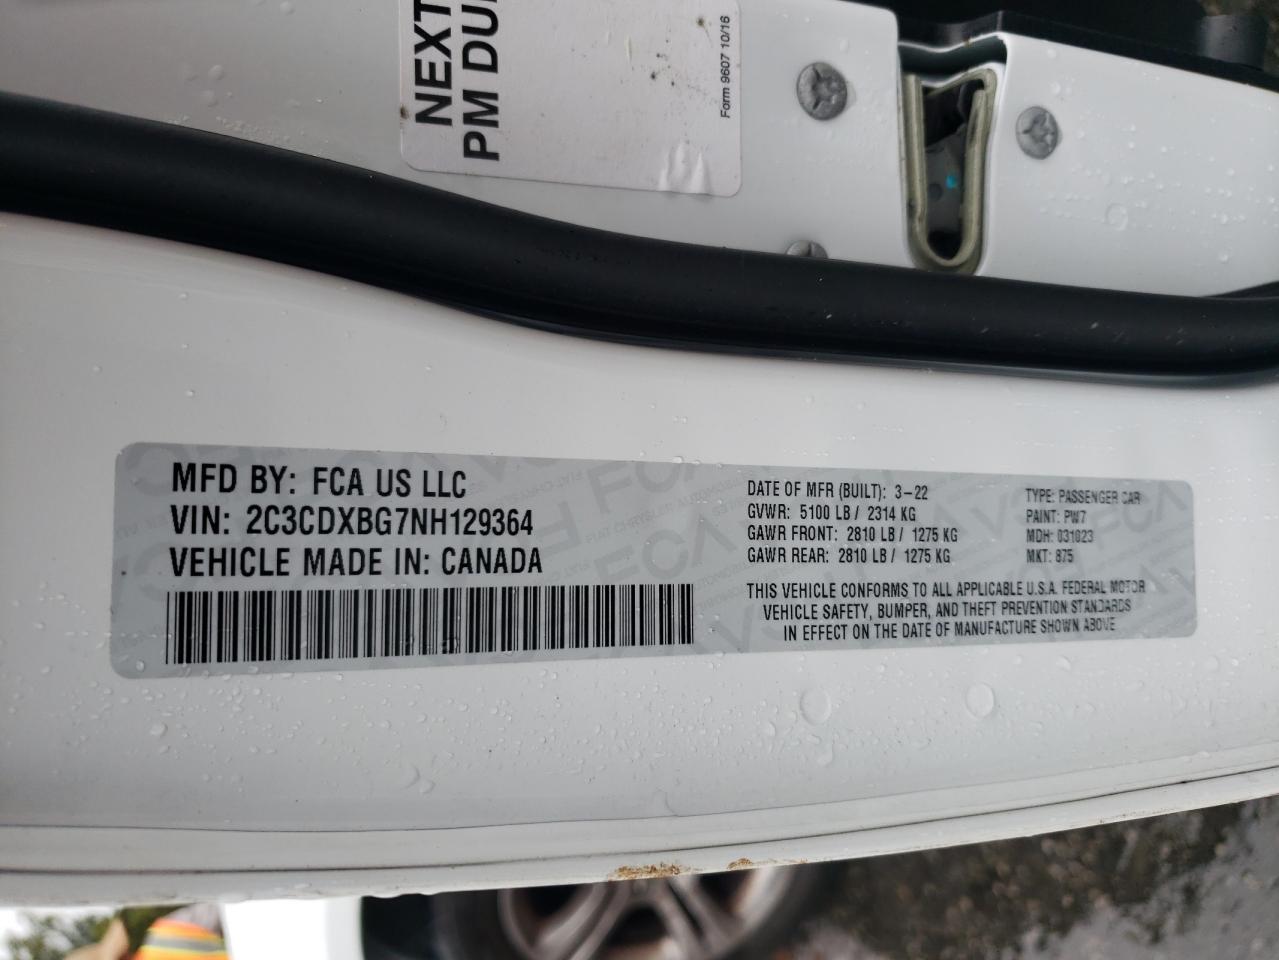 NEXT
PM DU
Form 9607 10/16
MFD BY: FCA US LLC
VIN: 2C3CDXBG7NH129364
VEHICLE MADE IN: CANADA
DATE OF MFR (BUILT): 3-22
GVWR: 5100 LB / 2314 KG
GAWR FRONT: 2810 LB / 1275 KG
GAWR REAR: 2810 LB / 1275 KG
TYPE: PASSENGER CAR
PAINT: PW7
MDH: 031023
MKT: 875
THIS VEHICLE CONFORMS TO ALL APPLICABLE U.S.A. FEDERAL MOTOR
VEHICLE SAFETY, BUMPER, AND THEFT PREVENTION STANDARDS
IN EFFECT ON THE DATE OF MANUFACTURE SHOWN ABOVE